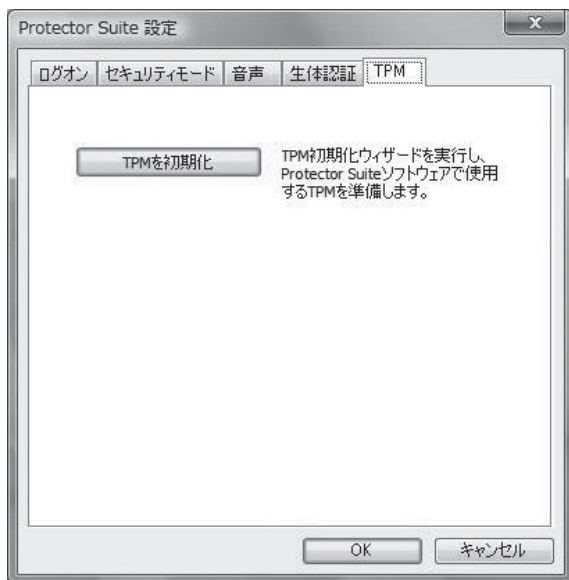 Protector Suite 設定
X
ログオン セキュリティモード 音声 生体認証 TPM
TPMを初期化
TPM初期化ウィザードを実行し、
Protector Suiteソフトウェアで使用
するTPMを準備します。
OK キャンセル